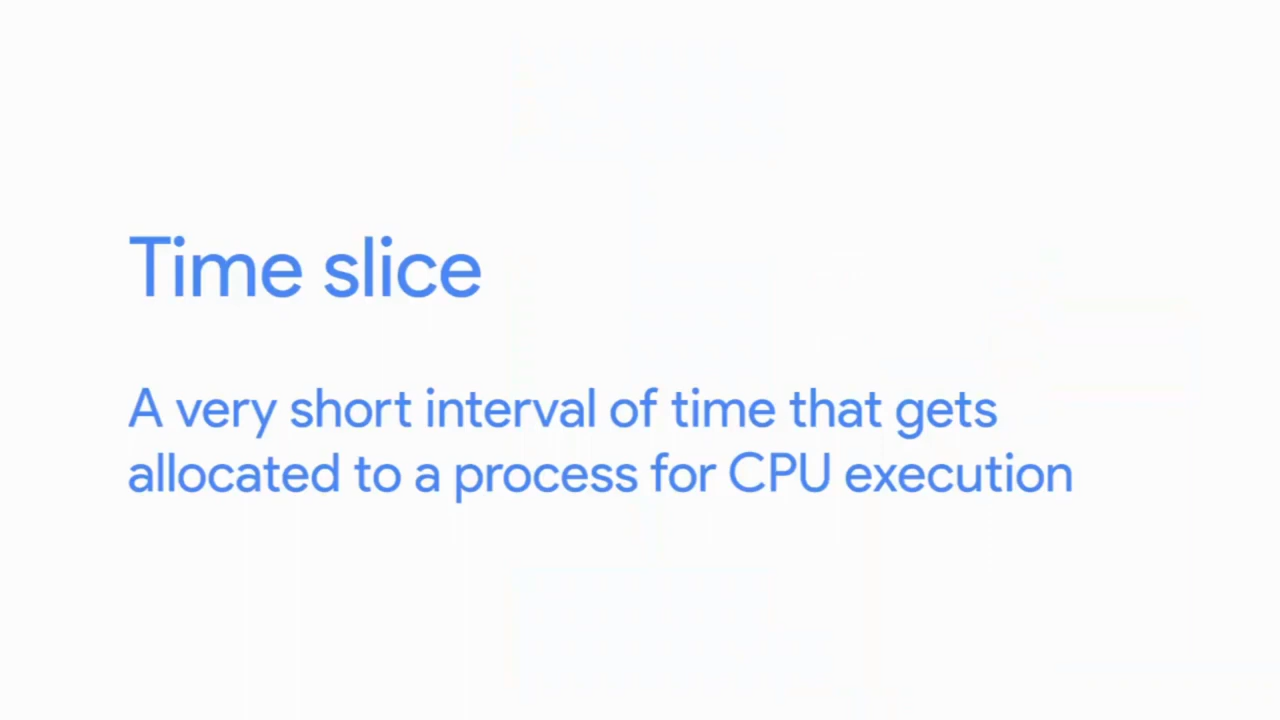 Time slice
A very short interval of time that gets
allocated to a process for CPU execution